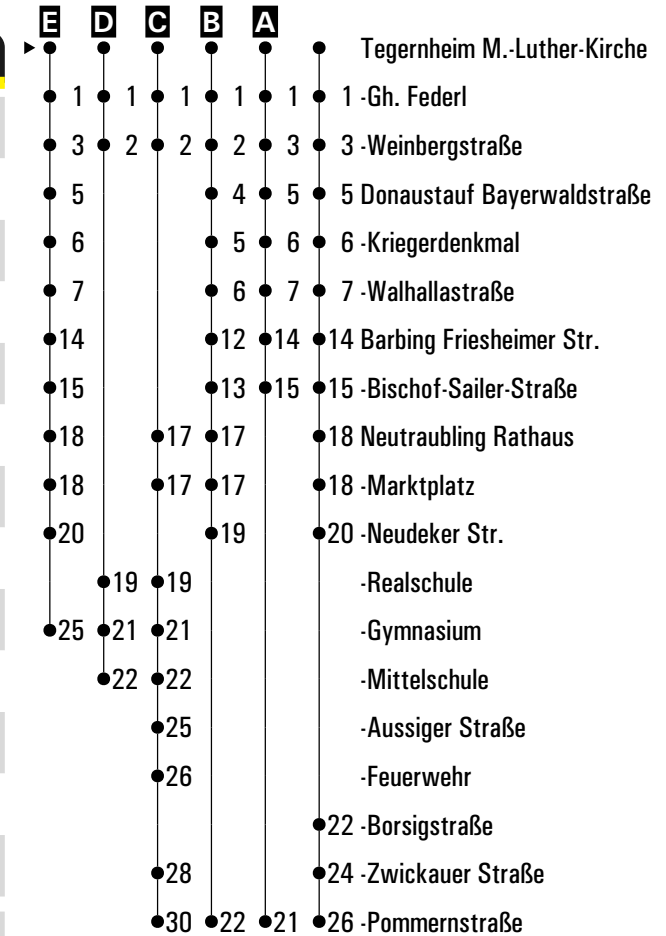 E D C B A
Tegernheim M.-Luther-Kirche
1 1 1 1 1 1 -Gh. Federl
3 2 2 2 3 3 -Weinbergstraße
5 4 5 5 Donaustauf Bayerwaldstraße
6 5 6 6 -Kriegerdenkmal
7 6 7 7 -Walhallastraße
14 12 14 14 Barbing Friesheimer Str.
15 13 15 15 -Bischof-Sailer-Straße
18 17 17 18 Neutraubling Rathaus
18 17 17 18 -Marktplatz
20 19 20 -Neudeker Str.
19 19 -Realschule
25 21 21 -Gymnasium
22 22 -Mittelschule
25 -Aussiger Straße
26 -Feuerwehr
22 -Borsigstraße
28 24 -Zwickauer Straße
30 22 21 26 -Pommernstraße